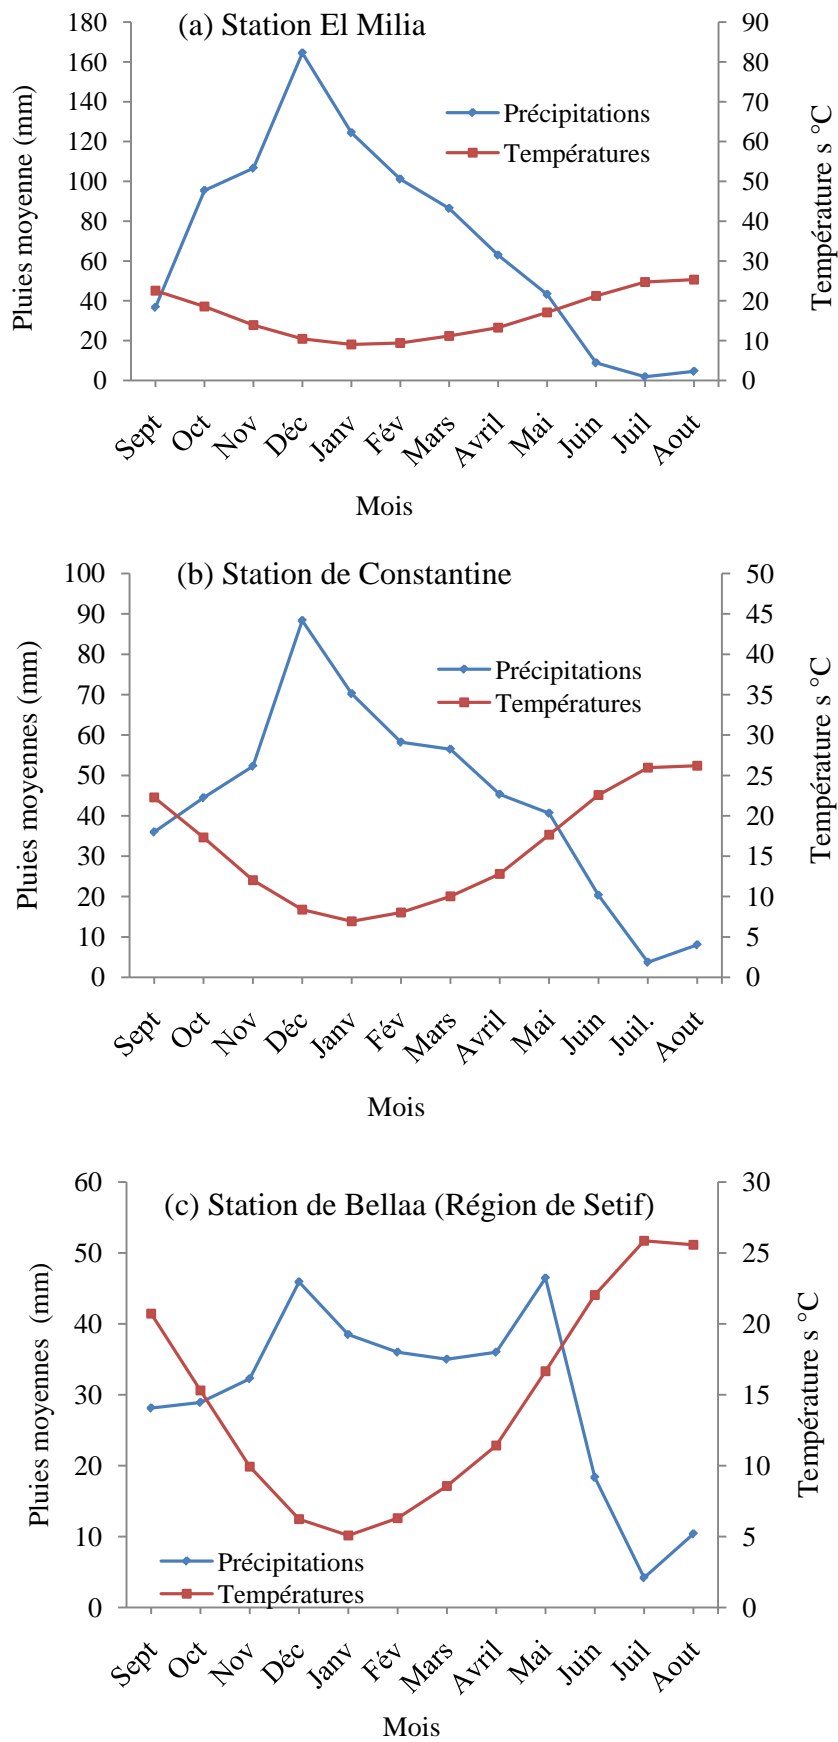 (a) Station El Milia
Pluies moyenne (mm)
180
160
140
120
100
80
60
40
20
0
Précipitations
Températures
90
80
70
60
50
40
30
20
10
0
Température s °C
Sept Oct Nov Déc Janv Fév Mars Avril Mai Juin Juil Aout
Mois
(b) Station de Constantine
Pluies moyennes (mm)
100
90
80
70
60
50
40
30
20
10
0
Précipitations
Températures
50
45
40
35
30
25
20
15
10
5
0
Température s °C
Sept Oct Nov Déc Janv Fév Mars Avril Mai Juin Juil. Aout
Mois
(c) Station de Bellaa (Région de Setif)
Pluies moyennes (mm)
60
50
40
30
20
10
0
Précipitations
Températures
30
25
20
15
10
5
0
Température s °C
Sept Oct Nov Déc Janv Fév Mars Avril Mai Juin Juil Aout
Mois